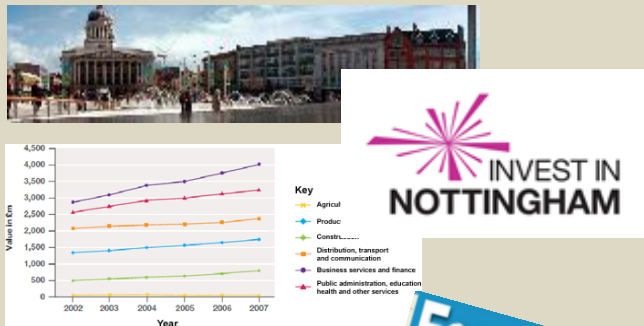 INVEST IN
NOTTINGHAM
4,500
4,000
3,500
3,000
2,500
2,000
1,500
1,000
500
0
Value in £m
2002 2003 2004 2005 2006 2007
Year
Key
Distribution, transport
and communication
Business services and finance
Public administration, education
health and other services